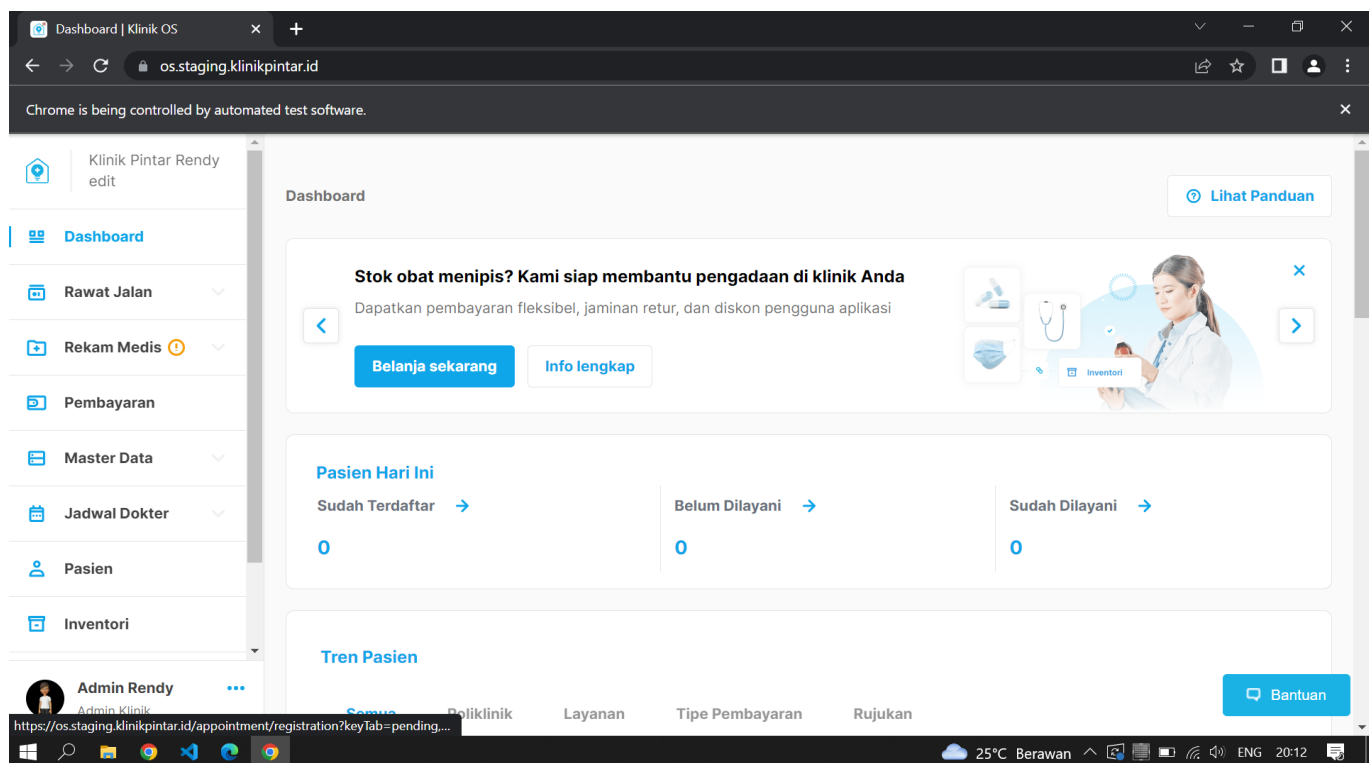 Dashboard | Klinik OS
os.staging.klinikpintar.id
Chrome is being controlled by automated test software.
Klinik Pintar Rendy
edit
Dashboard
Rawat Jalan
Rekam Medis
Pembayaran
Master Data
Jadwal Dokter
Pasien
Inventori
Admin Rendy
Admin Klinik
https://os.staging.klinikpintar.id/appointment/registration?keyTab=pending,...
Dashboard
Lihat Panduan
Stok obat menipis? Kami siap membantu pengadaan di klinik Anda
Dapatkan pembayaran fleksibel, jaminan retur, dan diskon pengguna aplikasi
Belanja sekarang
Info lengkap
Inventori
Pasien Hari Ini
Sudah Terdaftar
0
Belum Dilayani
0
Sudah Dilayani
0
Tren Pasien
Semua Poliklinik Layanan Tipe Pembayaran Rujukan
Bantuan
25°C Berawan ENG 20:12